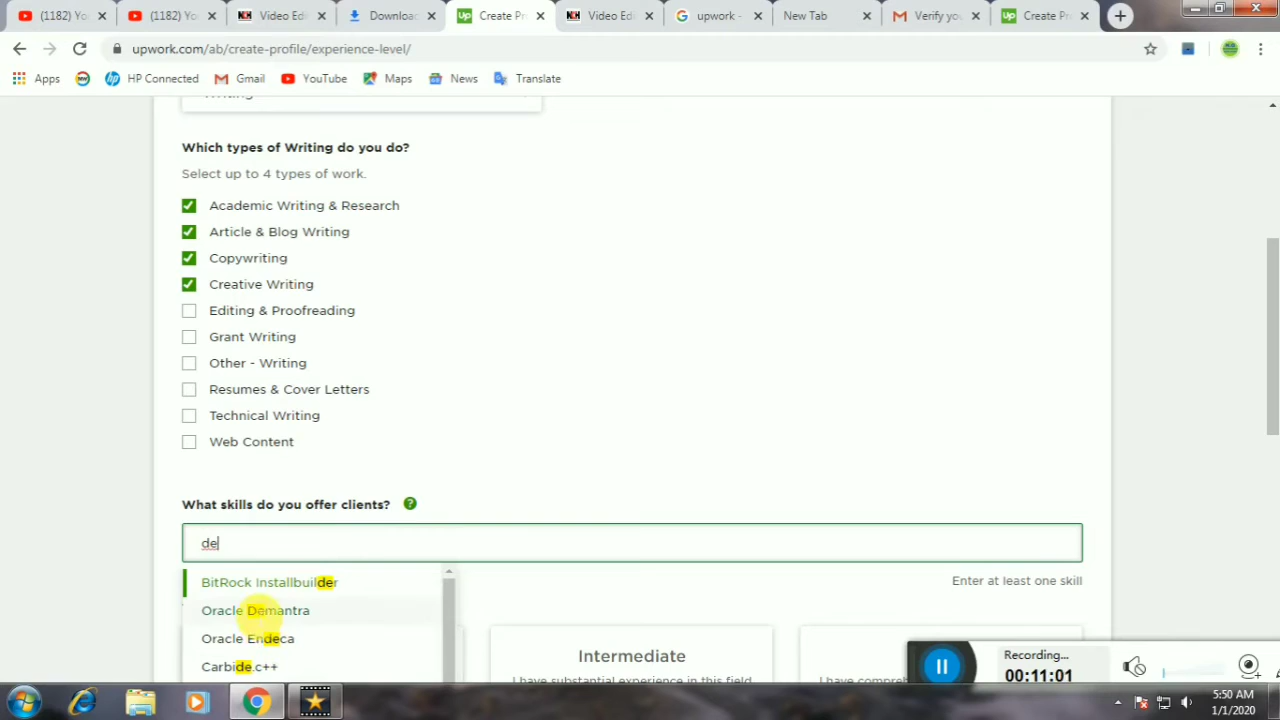 (1182) Yo
(1182) Yo
Video Edi
Downloac
Create Pr
Video Edi
upwork -
New Tab
Verify yo
Create Pr
upwork.com/ab/create-profile/experience-level/
Apps
HP Connected
Gmail
YouTube
Maps
News
Translate
Which types of Writing do you do?
Select up to 4 types of work.
Academic Writing & Research
Article & Blog Writing
Copywriting
Creative Writing
Editing & Proofreading
Grant Writing
Other - Writing
Resumes & Cover Letters
Technical Writing
Web Content
What skills do you offer clients?
de
BitRock Installbuilder
Enter at least one skill
Oracle Demantra
Oracle Endeca
Carbide.c++
Intermediate
I have substantial experience in this field
I have compreh
Recording...
00:11:01
5:50 AM
1/1/2020